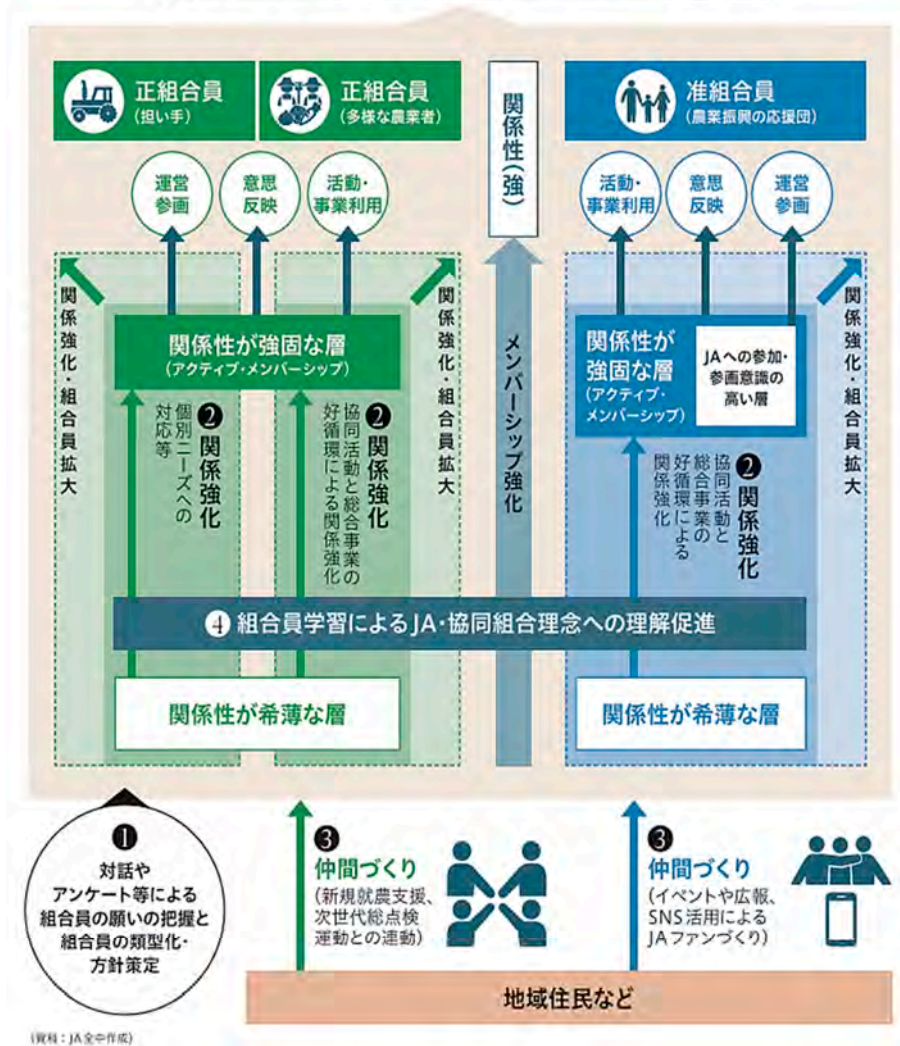 正組合員
(担い手)
正組合員
(多様な農業者)
関係性(強)
准組合員
(農業振興の応援団)
運営
参画
意思
反映
活動・
事業利用
活動・
事業利用
意思
反映
運営
参画
関係強化・組合員拡大
関係性が強固な層
(アクティブ・メンバーシップ)
❷関係強化
個別ニーズへの
対応等
❷関係強化
協同活動と総合事業の
好循環による関係強化
関係強化・組合員拡大
メンバーシップ強化
関係性が
強固な層
(アクティブ・
メンバーシップ)
JAへの参加・
参画意識の
高い層
❷関係強化
協同活動と
総合事業の
好循環による
関係強化
関係強化・組合員拡大
❹組合員学習によるJA・協同組合理念への理解促進
関係性が希薄な層
関係性が希薄な層
❶
対話や
アンケート等による
組合員の願いの把握と
組合員の類型化・
方針策定
❸
仲間づくり
(新規就農支援、
次世代総点検
運動との連動)
❸
仲間づくり
(イベントや広報、
SNS活用による
JAファンづくり)
地域住民など
(資料:JA全中作成)